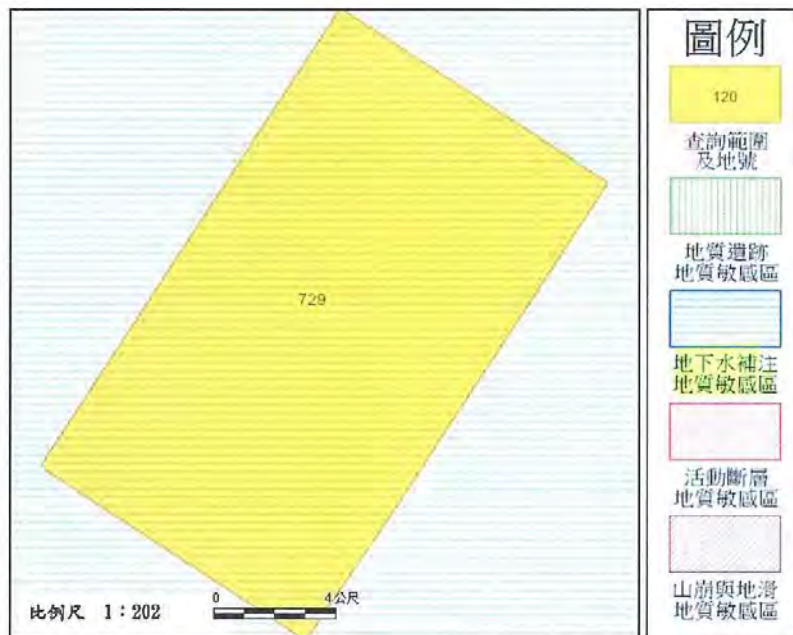 729
比例尺 1：202
0
4公尺
圖例
120
查詢範圍
及地號
地質遺跡
地質敏感區
地下水補注
地質敏感區
活動斷層
地質敏感區
山崩與地滑
地質敏感區